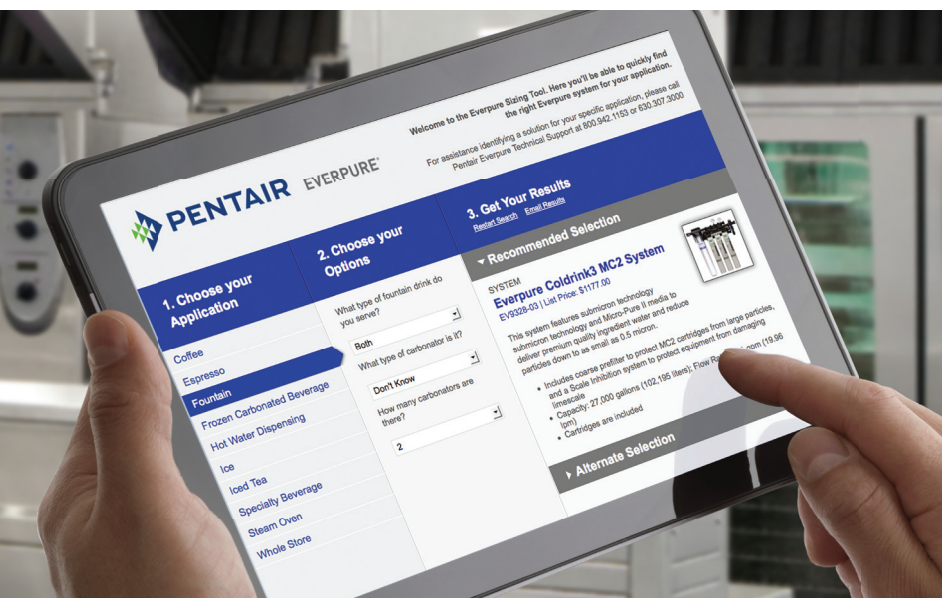 Welcome to the Everpure Sizing Tool. Here you'll be able to quickly find
the right Everpure system for your application.
For assistance identifying a solution for your specific application, please call
Pentair Everpure Technical Support at 800.942.1153 or 630.307.3000
PENTAIR EVERPURE
1. Choose your
Application
Coffee
Espresso
Fountain
Frozen Carbonated Beverage
Hot Water Dispensing
Ice
Iced Tea
Specialty Beverage
Steam Oven
Whole Store
2. Choose your
Options
What type of fountain drink do
you serve?
Both
What type of carbonator is it?
Don't Know
How many carbonators are
there?
2
3. Get Your Results
Restart Search Email Results
Recommended Selection
SYSTEM
Everpure Coldrink3 MC2 System
EV9328-03 | List Price: $1177.00
This system features submicron technology
submicron technology and Micro-Pure II media to
deliver premium quality ingredient water and reduce
particles down to as small as 0.5 micron.
• Includes coarse prefilter to protect MC2 cartridges from large particles,
and a Scale Inhibition system to protect equipment from damaging
limescale
• Capacity: 27,000 gallons (102,195 liters); Flow gpm (19.96
lpm)
• Cartridges are included
Alternate Selection